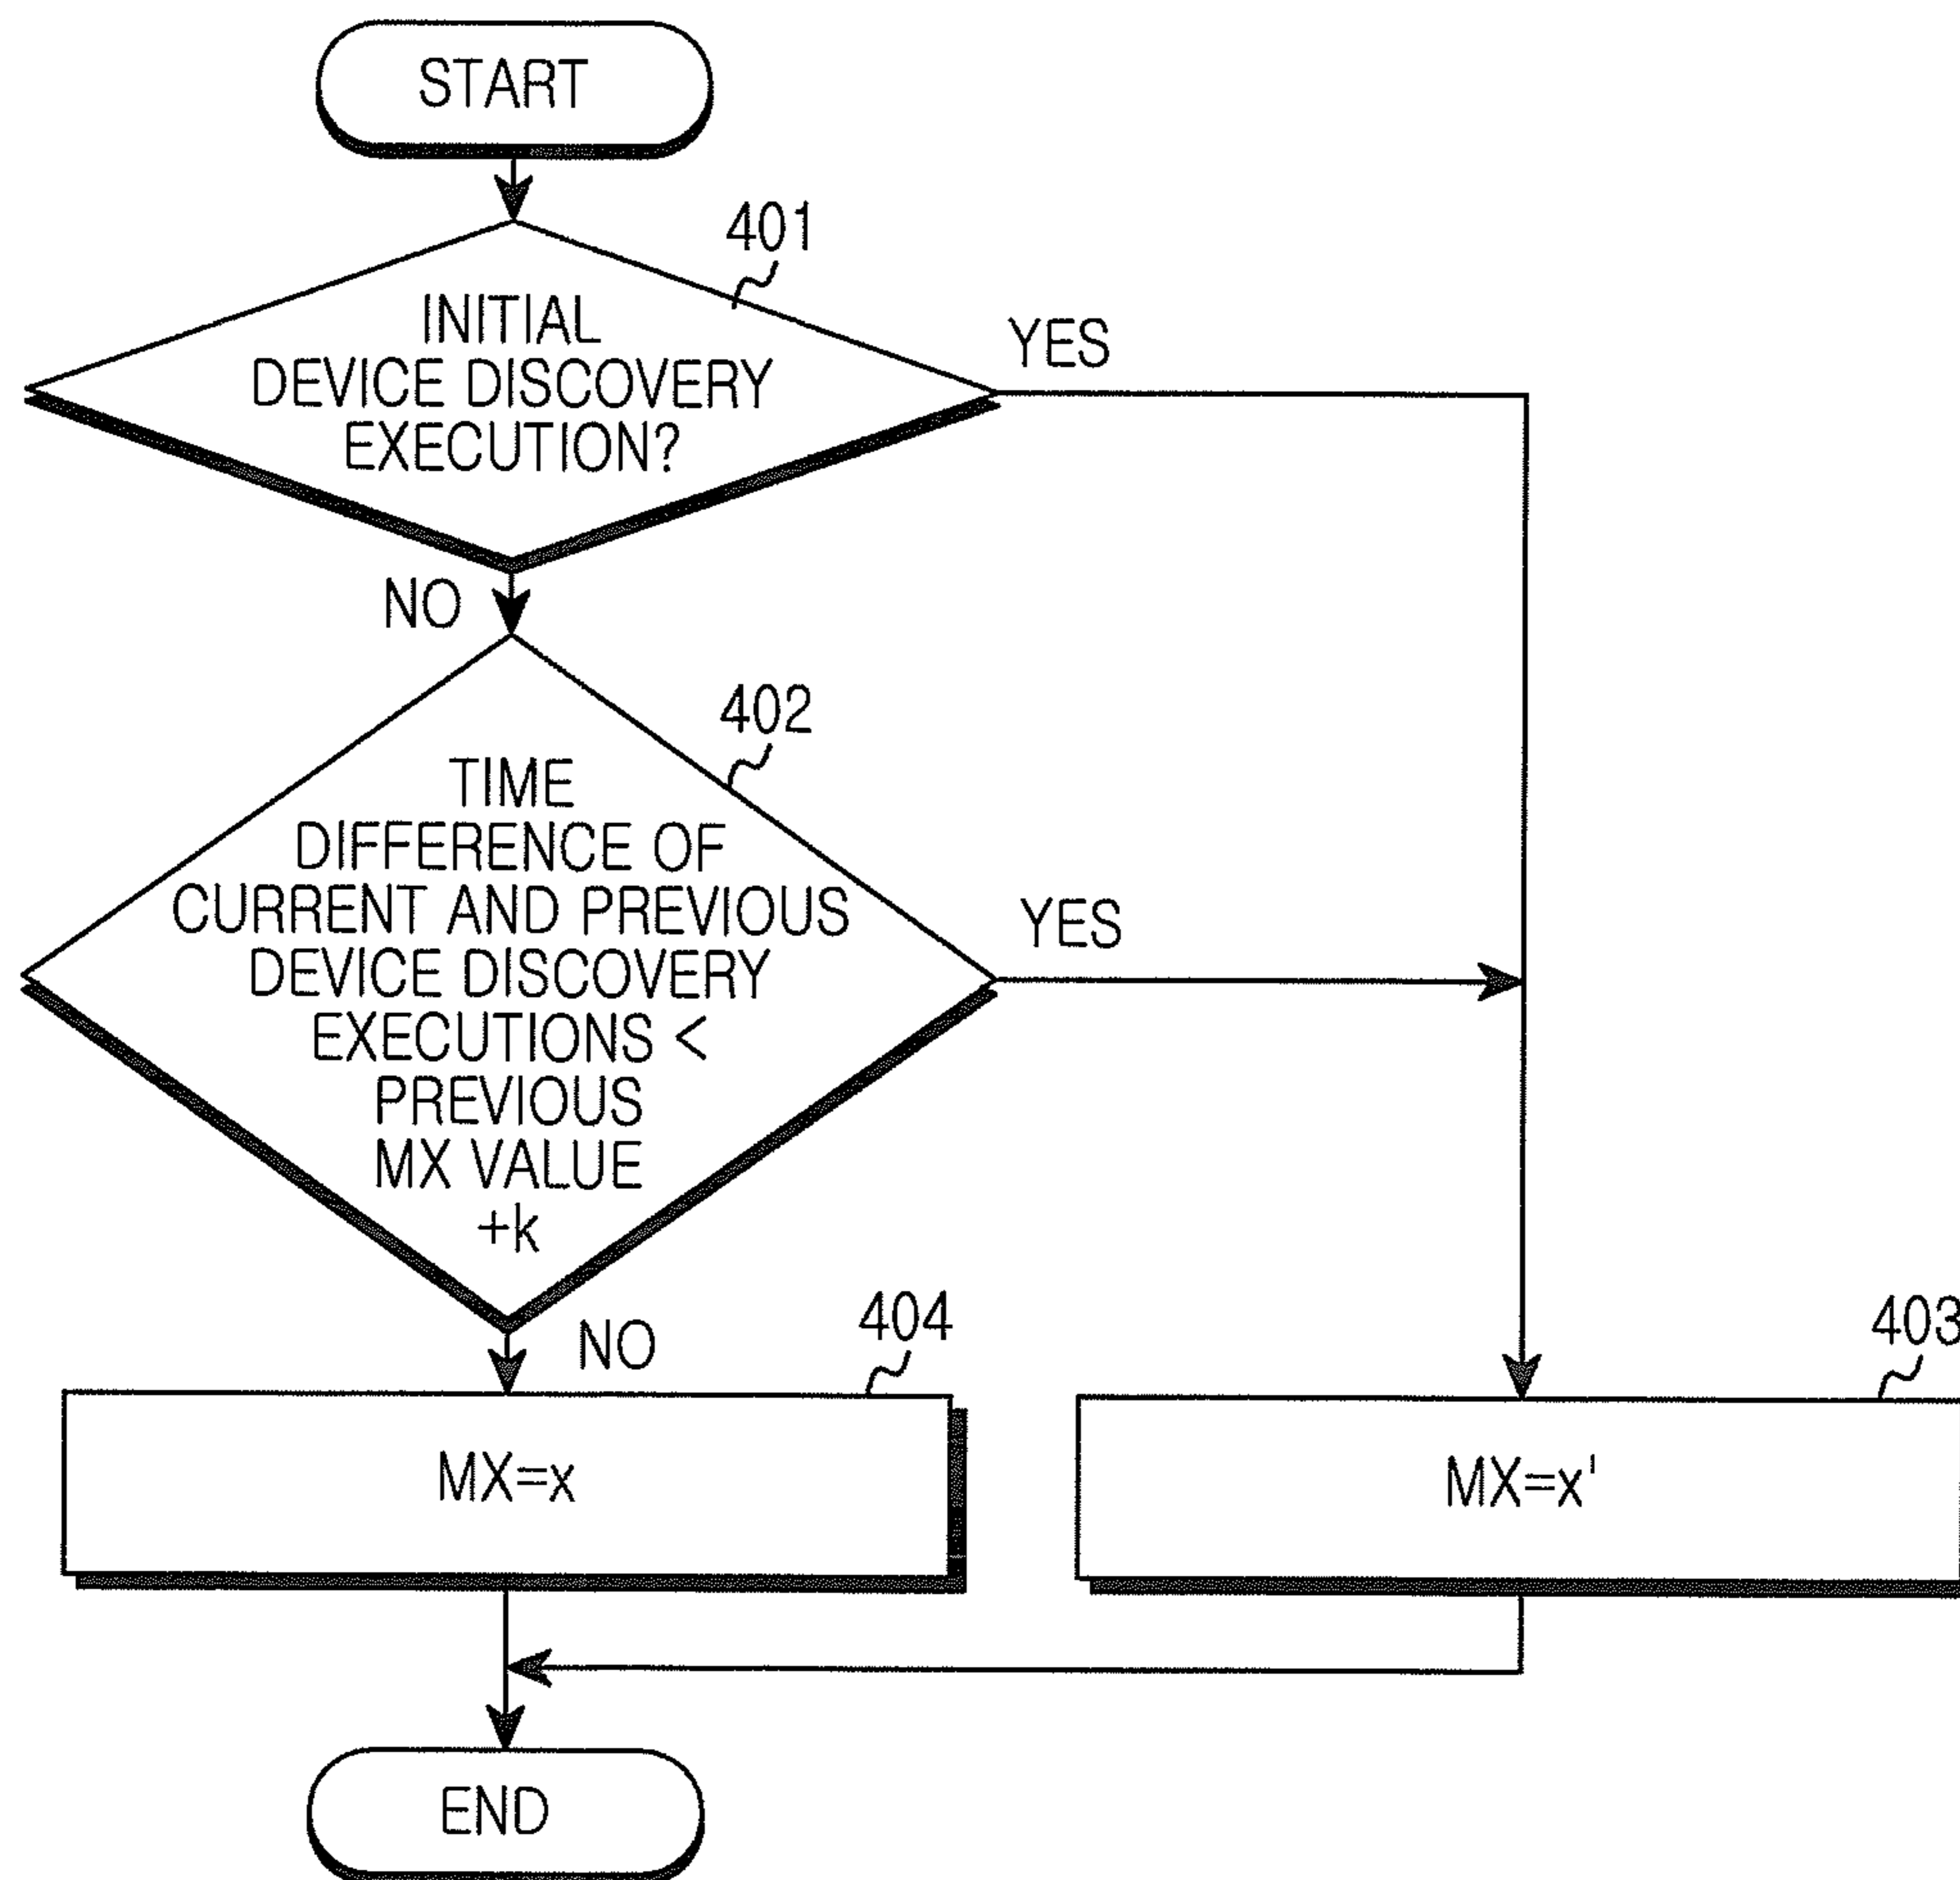 START
401
INITIAL
DEVICE DISCOVERY
EXECUTION?
YES
NO
402
TIME
DIFFERENCE OF
CURRENT AND PREVIOUS
DEVICE DISCOVERY
EXECUTIONS <
PREVIOUS
MX VALUE
+k
YES
NO
404
MX=x
403
MX=x'
END